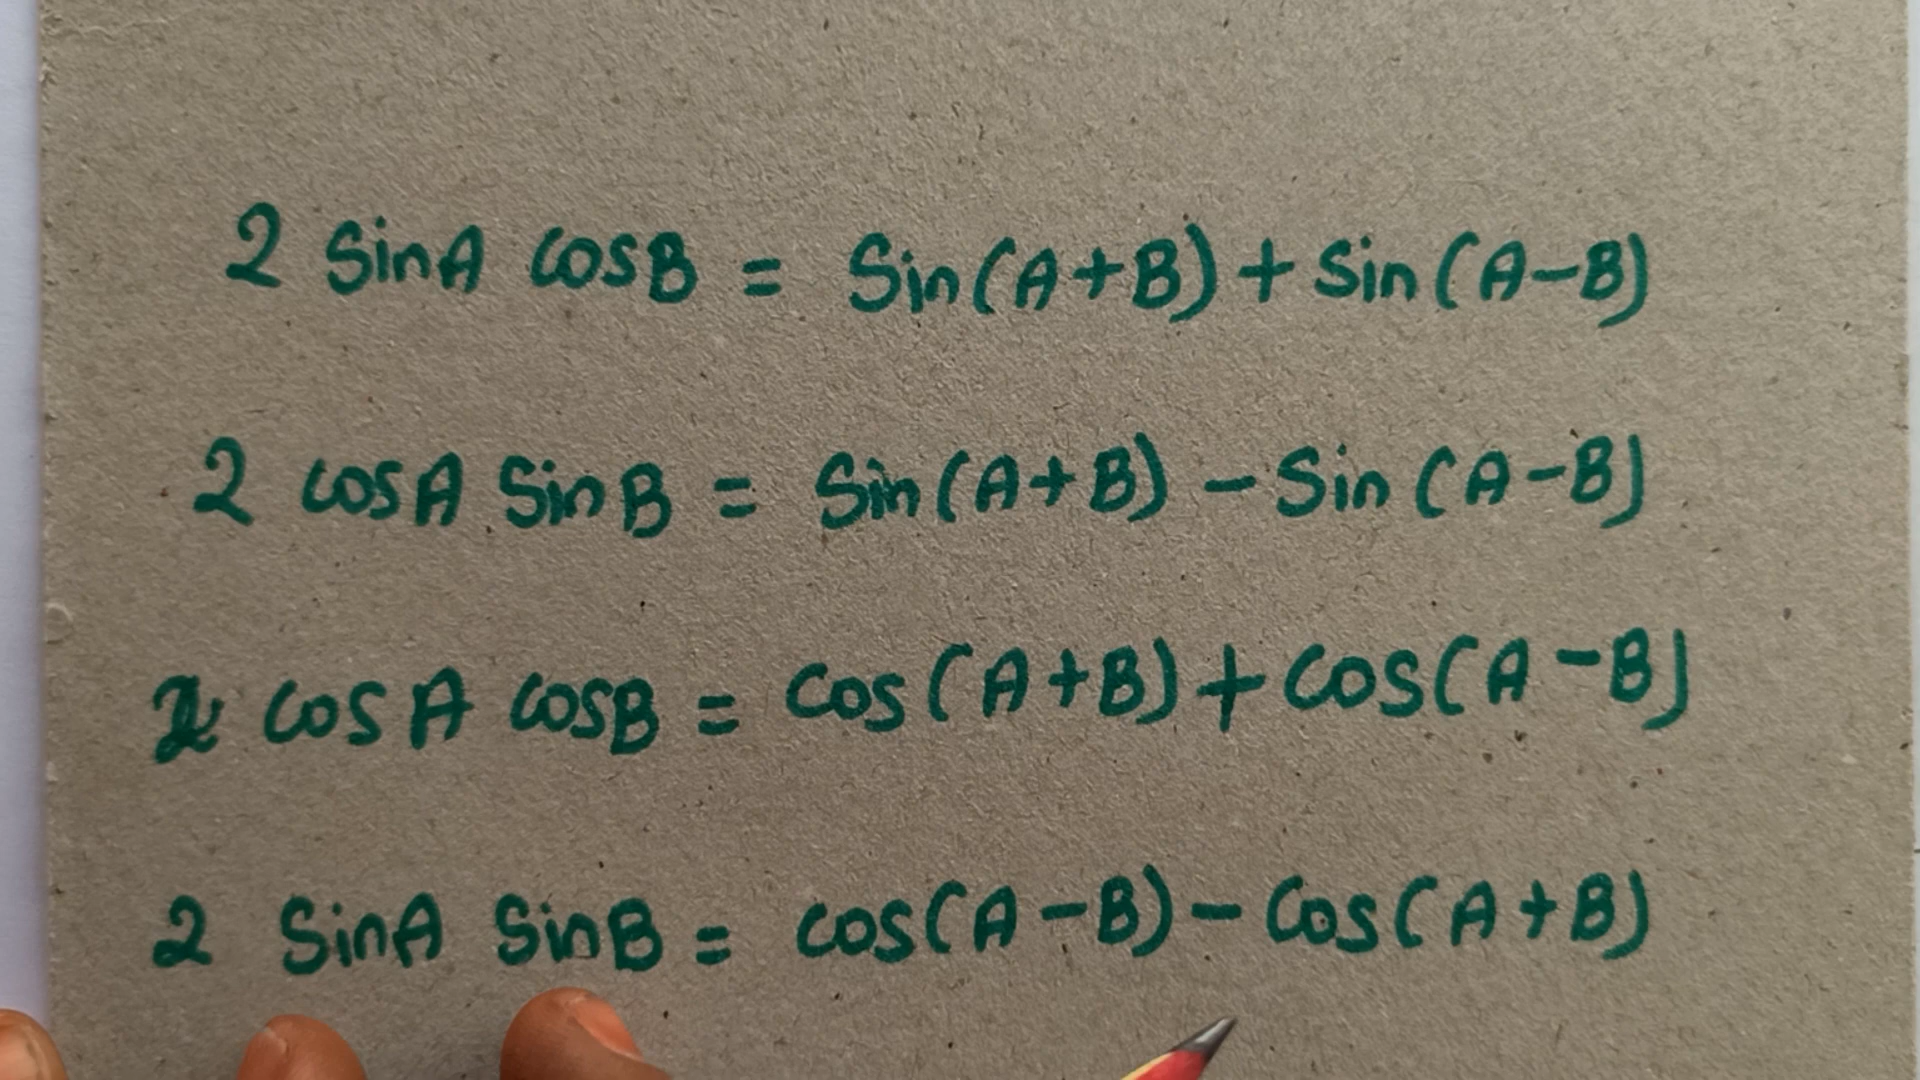 2 SinA cosB = Sin(A+B) + Sin(A-B)
2 cosA SinB = Sin(A+B) - Sin(A-B)
2 cosA cosB = cos(A+B) + cos(A-B)
2 SinA SinB = cos(A-B) - cos(A+B)